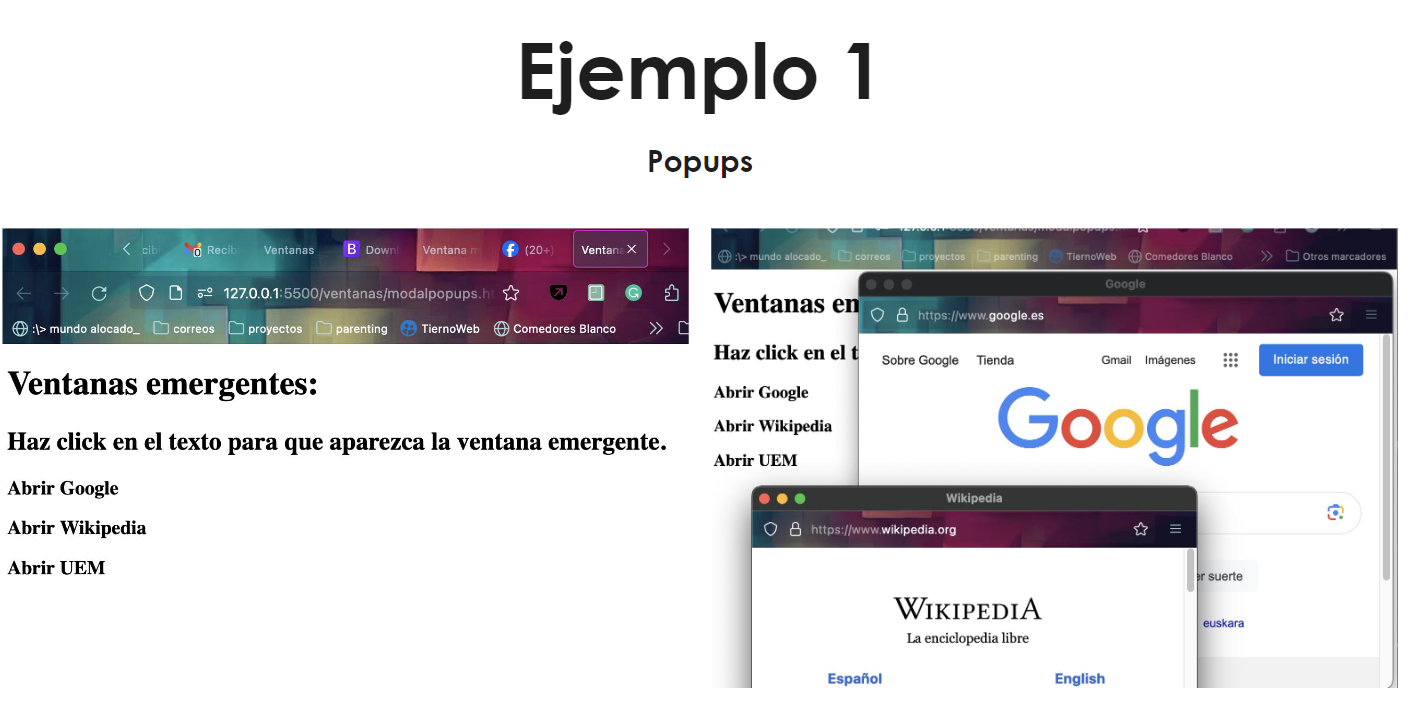 Ejemplo 1
Popups
Recib
Ventanas
Down
Ventana m
(20+)
Ventana
127.0.0.1:5500/ventanas/modalpopups.ht
:\> mundo alocado_ correos proyectos parenting TiernoWeb Comedores Blanco
Ventanas emergentes:
Haz click en el texto para que aparezca la ventana emergente.
Abrir Google
Abrir Wikipedia
Abrir UEM
:\> mundo alocado_ correos proyectos parenting TiernoWeb Comedores Blanco Otros marcadores
Ventanas en
Haz click en el t
Abrir Google
Abrir Wikipedia
Abrir UEM
Google
https://www.google.es
Sobre Google Tienda Gmail Imágenes Iniciar sesión
Google
er suerte
euskara
Wikipedia
https://www.wikipedia.org
WIKIPEDIA
La enciclopedia libre
Español English